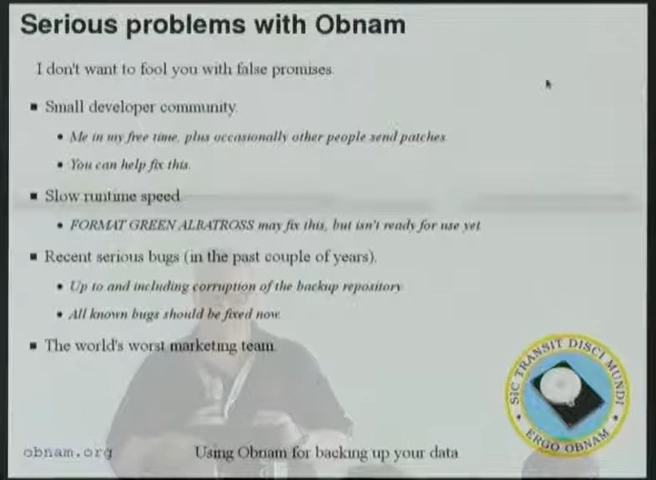 Serious problems with Obnam
I don't want to fool you with false promises.
Small developer community.
Me in my free time, plus occasionally other people send patches.
You can help fix this.
Slow runtime speed.
FORMAT GREEN ALBATROSS may fix this, but isn't ready for use yet.
Recent serious bugs (in the past couple of years).
Up to and including corruption of the backup repository.
All known bugs should be fixed now.
The world's worst marketing team.
SIC TRANSIT DISCI MUNDI
ERGO OBNAM
obnam.org
Using Obnam for backing up your data